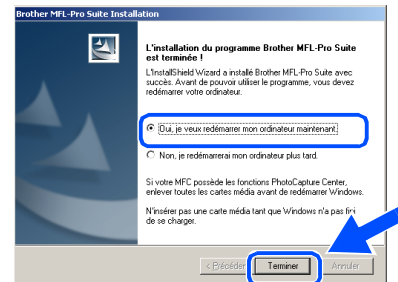 Brother MFL-Pro Suite Installation
L'installation du programme Brother MFL-Pro Suite
est terminée !
L'InstallShield Wizard a installé Brother MFL-Pro Suite avec
succès. Avant de pouvoir utiliser le programme, vous devez
redémarrer votre ordinateur.
Oui, je veux redémarrer mon ordinateur maintenant.
Non, je redémarrerai mon ordinateur plus tard.
Si votre MFC possède les fonctions PhotoCapture Center,
enlever toutes les cartes média avant de redémarrer Windows.
N'insérer pas une carte média tant que Windows n'a pas fini
de se charger.
< Précédent Terminer Annuler